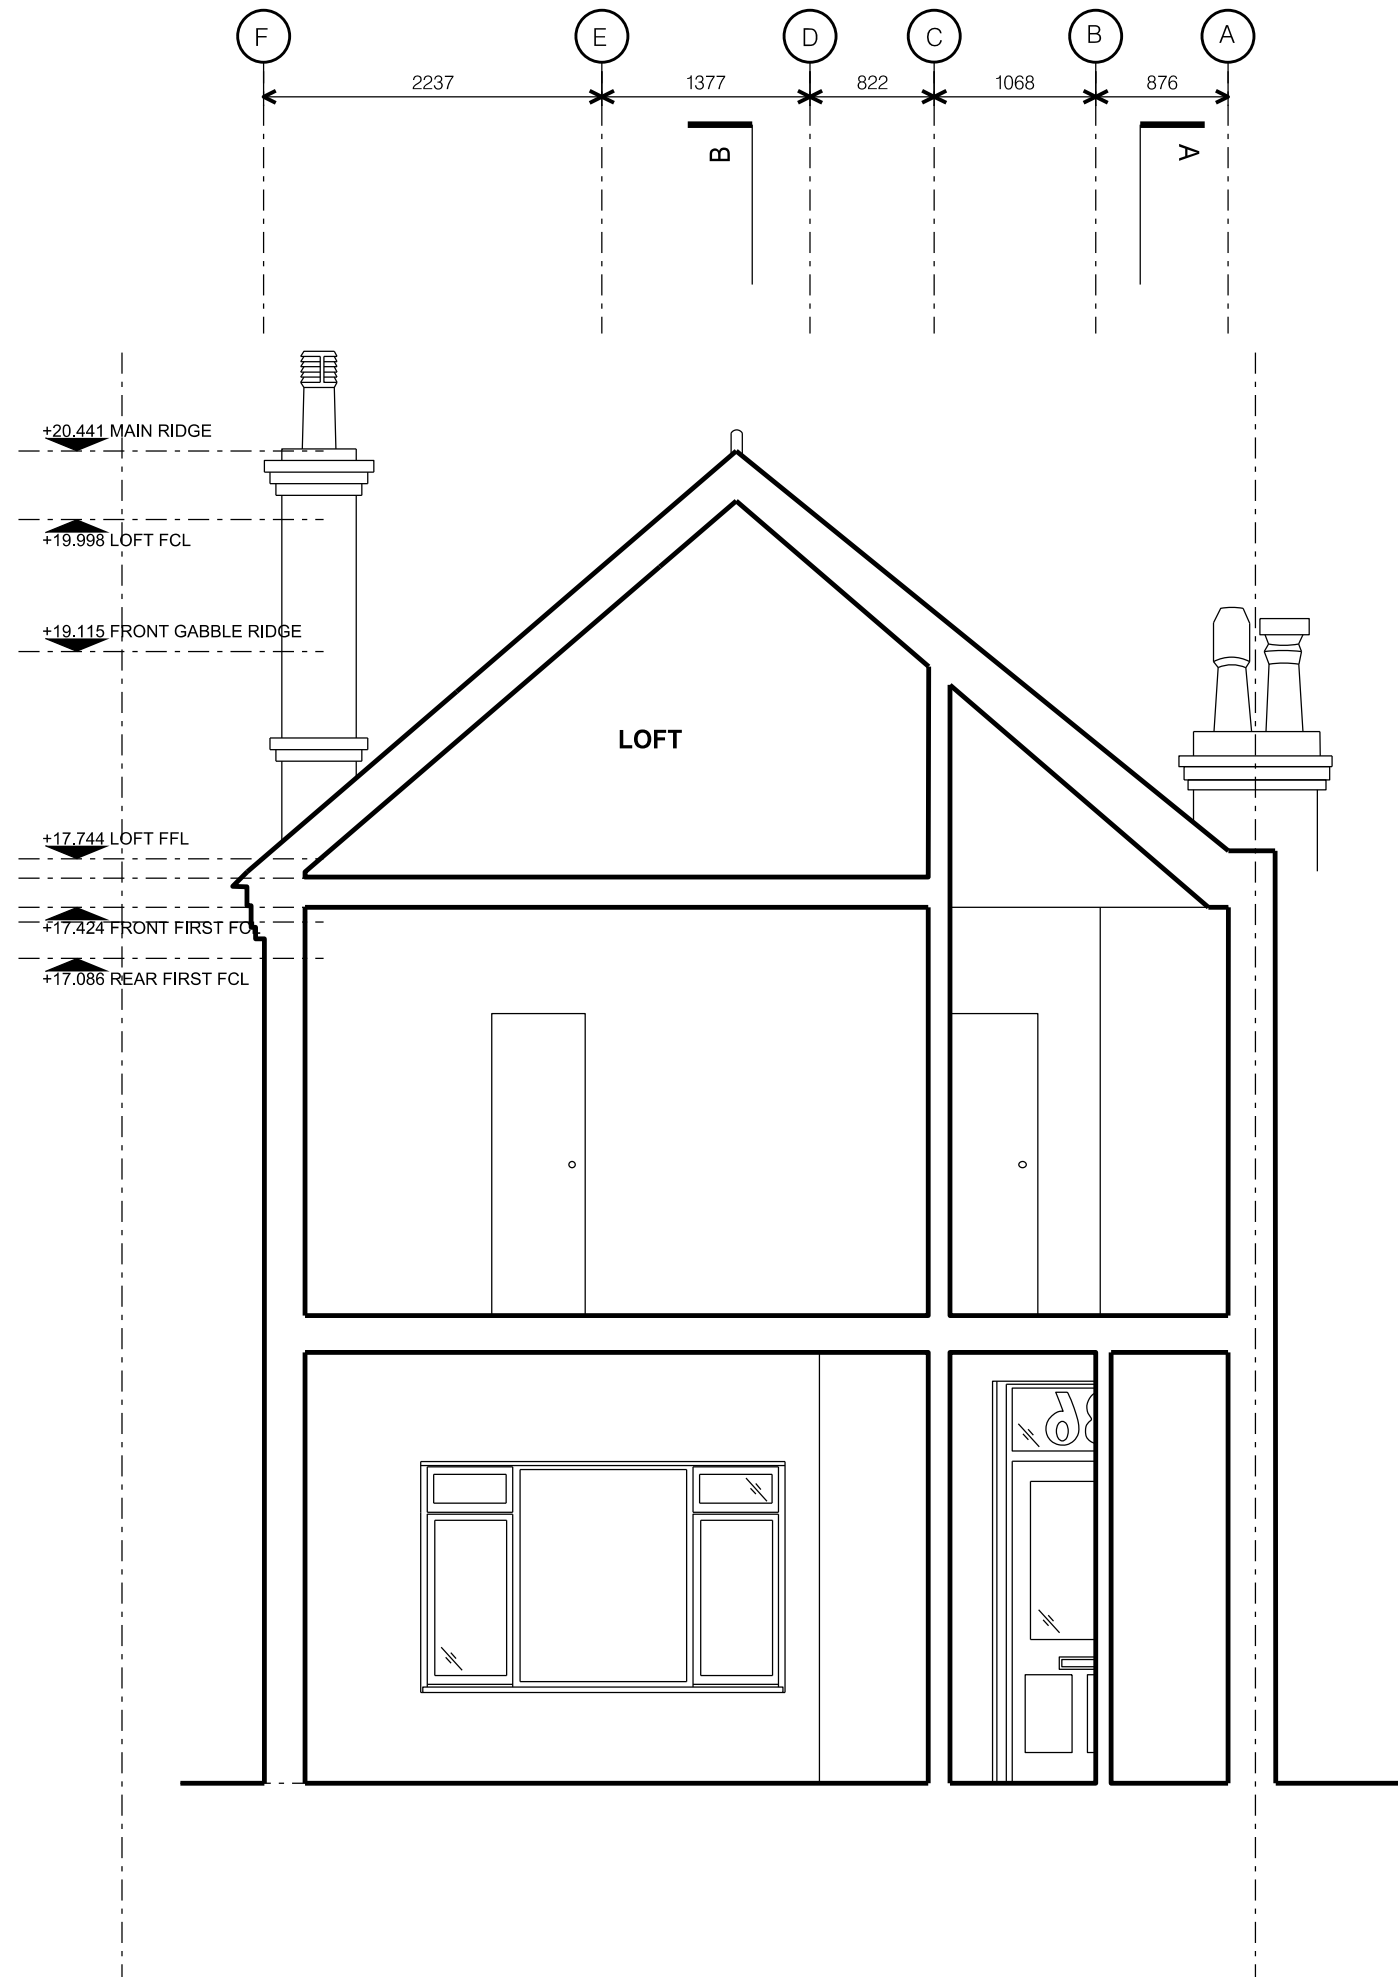 F E D C B A
2237 1377 822 1068 876
B A
+20.441 MAIN RIDGE
+19.998 LOFT FCL
+19.115 FRONT GABBLE RIDGE
LOFT
+17.744 LOFT FFL
+17.424 FRONT FIRST FCL
+17.086 REAR FIRST FCL